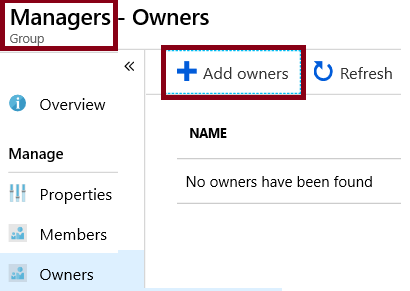 Managers - Owners
Group
«
+ Add owners
Refresh
Overview
NAME
Manage
No owners have been found
Properties
Members
Owners